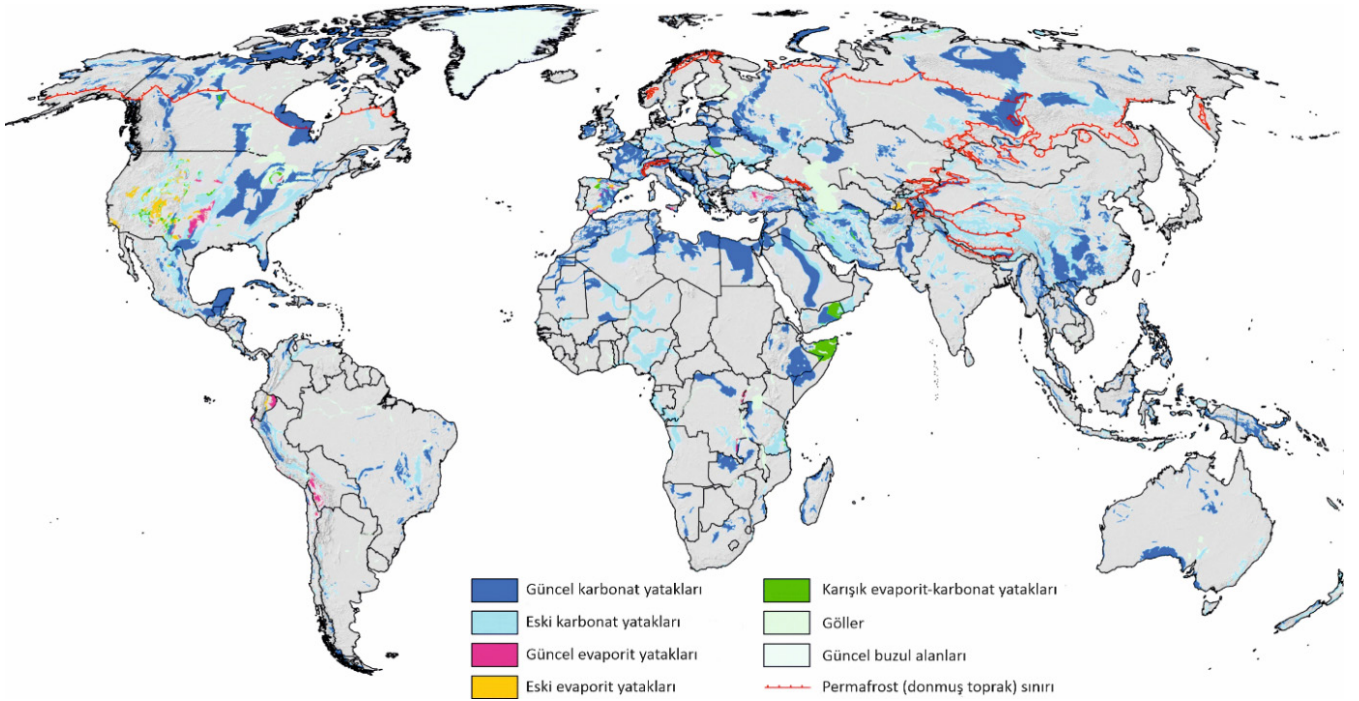 Güncel karbonat yatakları
Eski karbonat yatakları
Güncel evaporit yatakları
Eski evaporit yatakları
Karışık evaporit-karbonat yatakları
Göller
Güncel buzul alanları
Permafrost (donmuş toprak) sınırı